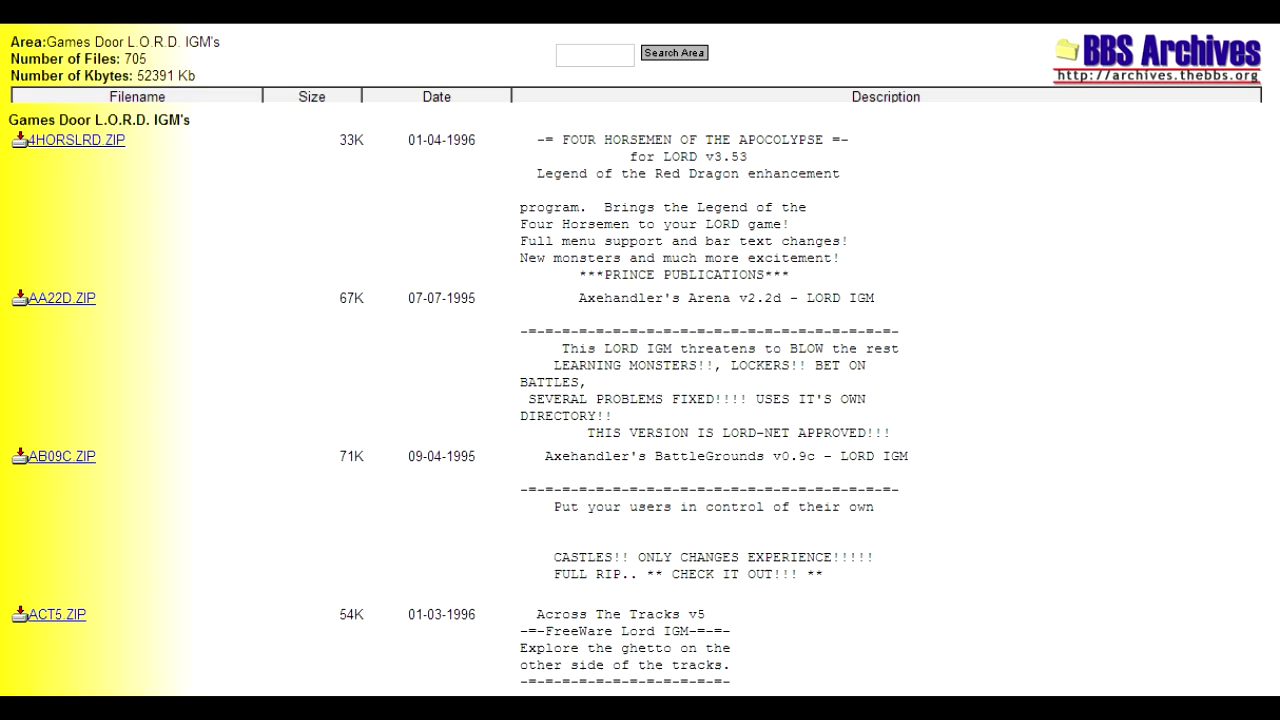 Area:Games Door L.O.R.D. IGM's
Number of Files: 705
Number of Kbytes: 52391 Kb
Search Area
BBS Archives
http://archives.thebbs.org
Filename Size Date Description
Games Door L.O.R.D. IGM's
4HORSLRD.ZIP 33K 01-04-1996 -= FOUR HORSEMEN OF THE APOCOLYPSE =-
for LORD v3.53
Legend of the Red Dragon enhancement
program. Brings the Legend of the
Four Horsemen to your LORD game!
Full menu support and bar text changes!
New monsters and much more excitement!
***PRINCE PUBLICATIONS***
AA22D.ZIP 67K 07-07-1995 Axehandler's Arena v2.2d - LORD IGM
-=-=-=-=-=-=-=-=-=-=-=-=-=-=-=-=-=-=-=-=-=-=-
This LORD IGM threatens to BLOW the rest
LEARNING MONSTERS!!, LOCKERS!! BET ON
BATTLES,
SEVERAL PROBLEMS FIXED!!!! USES IT'S OWN
DIRECTORY!!
THIS VERSION IS LORD-NET APPROVED!!!
AB09C.ZIP 71K 09-04-1995 Axehandler's BattleGrounds v0.9c - LORD IGM
-=-=-=-=-=-=-=-=-=-=-=-=-=-=-=-=-=-=-=-=-=-=-
Put your users in control of their own
CASTLES!! ONLY CHANGES EXPERIENCE!!!!!
FULL RIP.. ** CHECK IT OUT!!! **
ACT5.ZIP 54K 01-03-1996 Across The Tracks v5
-=-FreeWare Lord IGM-=-=-
Explore the ghetto on the
other side of the tracks.
-=-=-=-=-=-=-=-=-=-=-=-=-